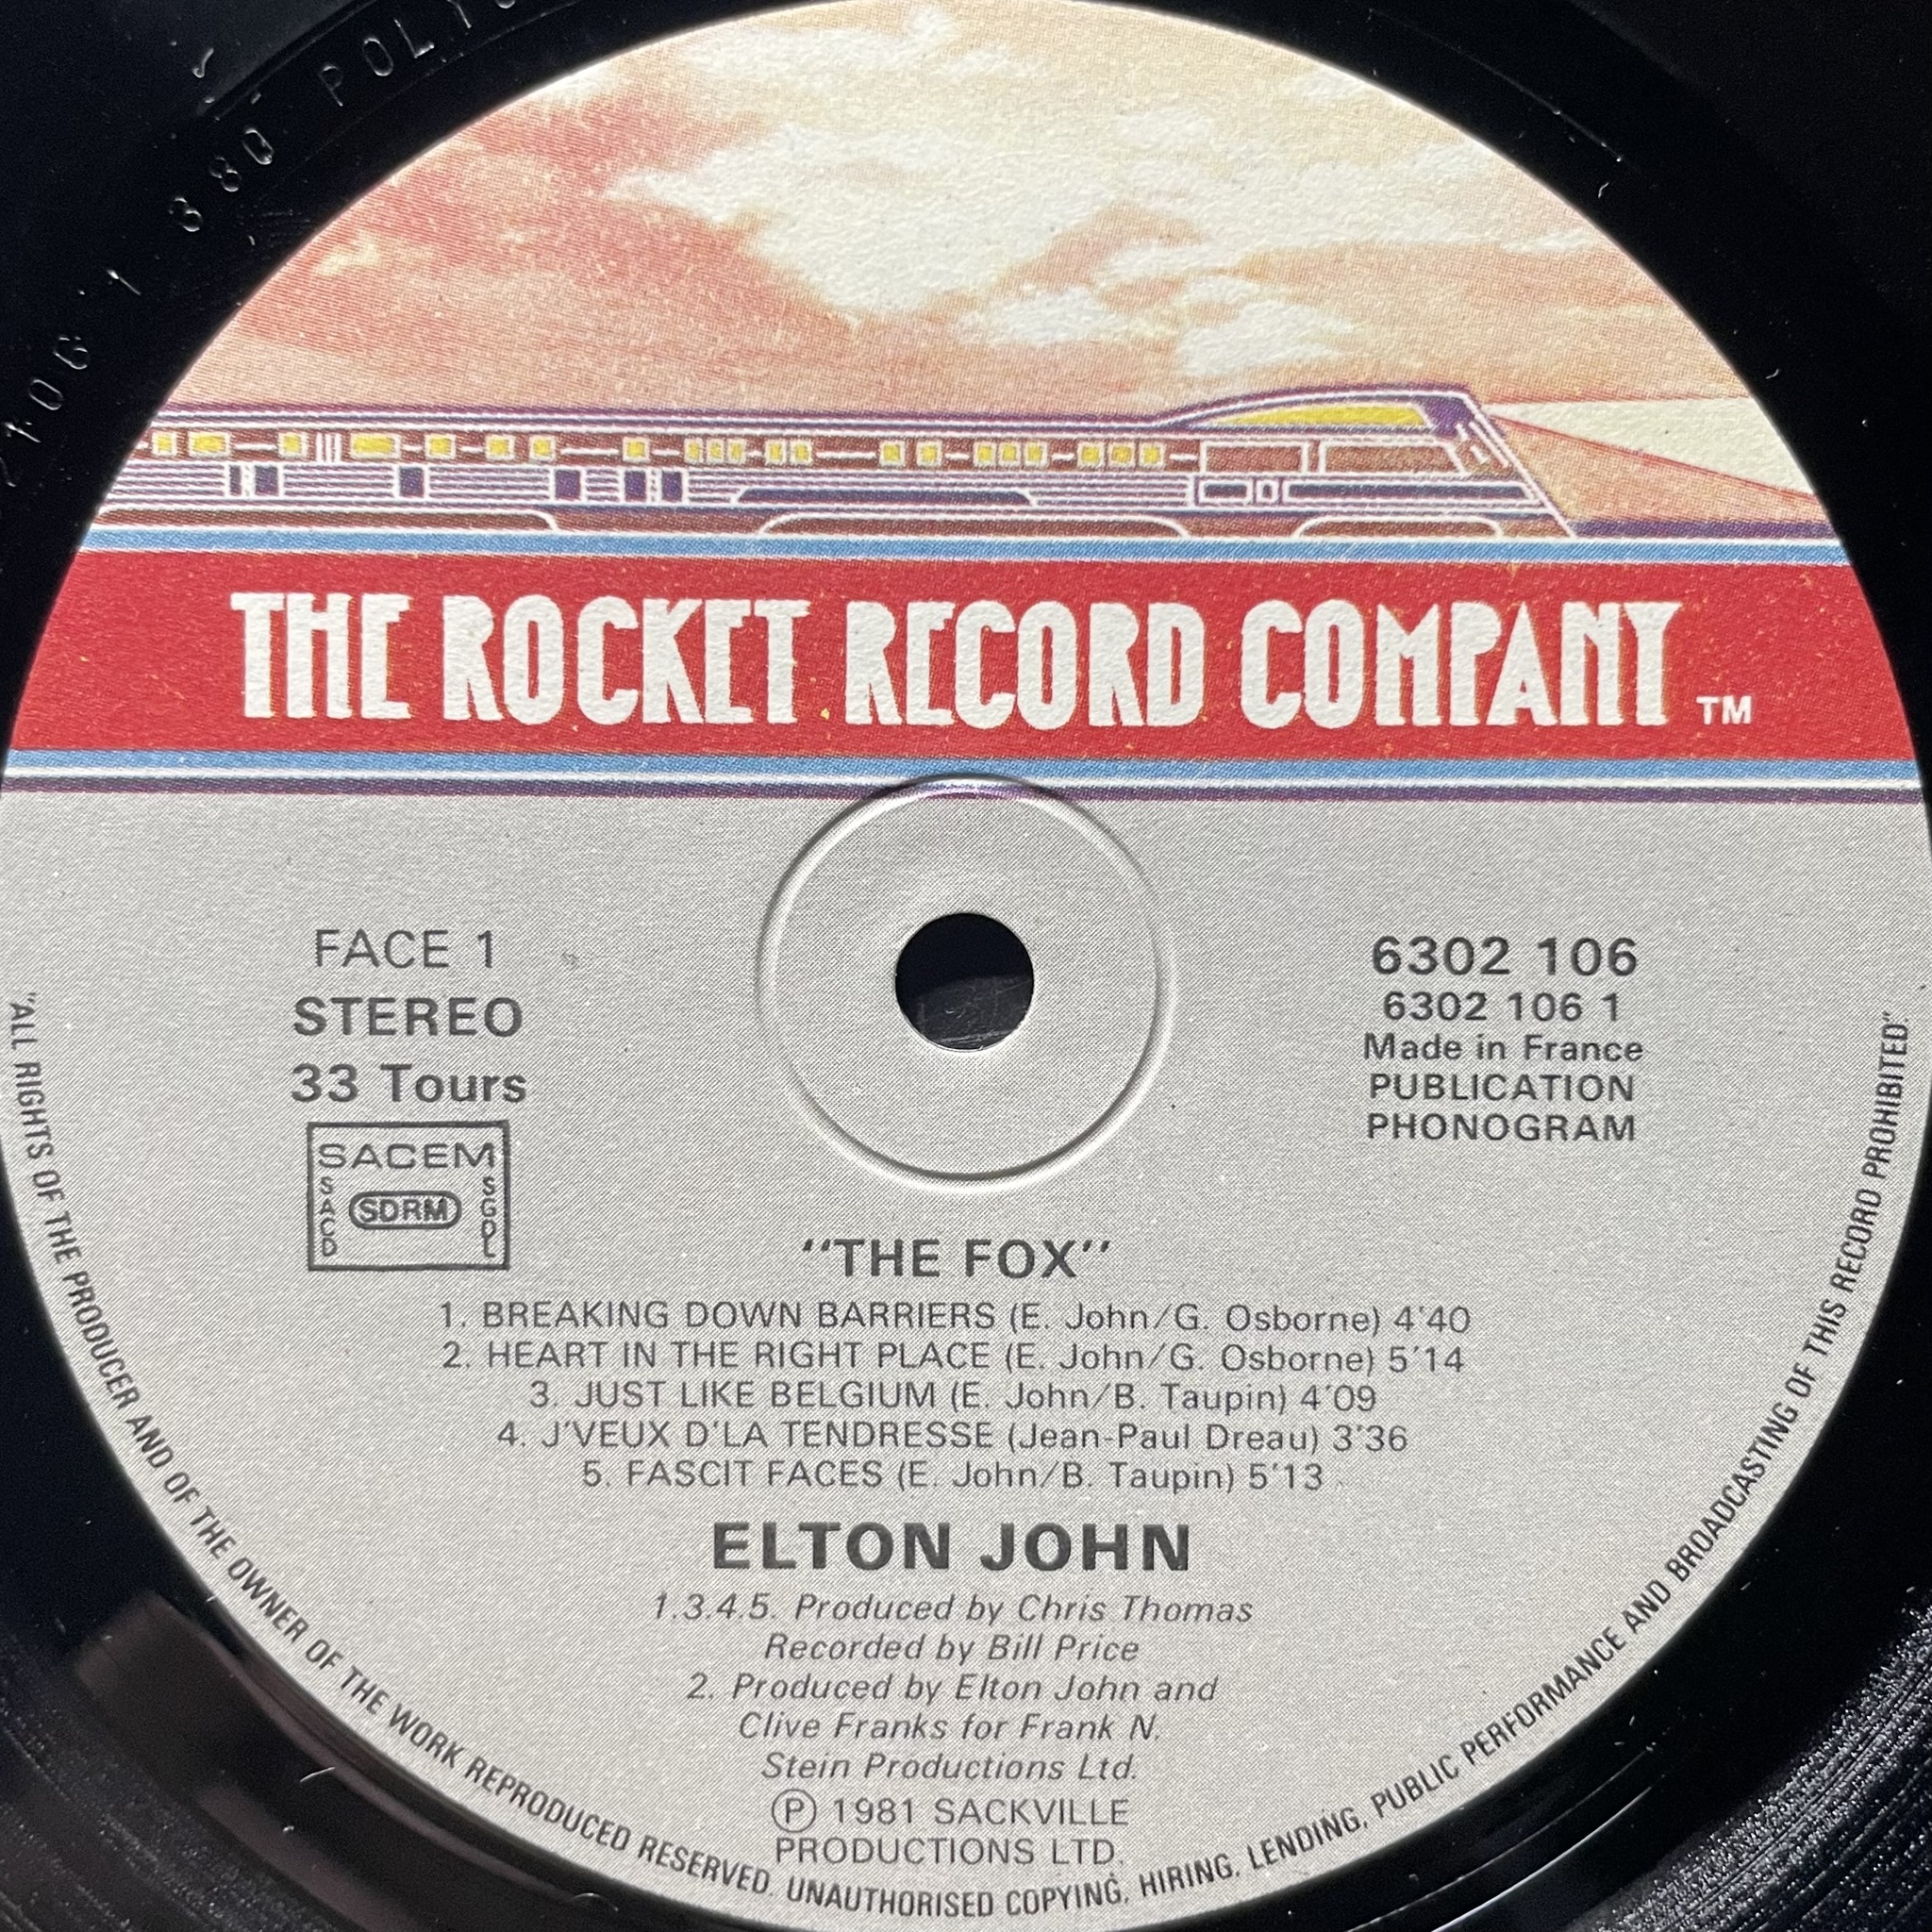 380 POLY
106 1
THE ROCKET RECORD COMPANY TM
FACE 1
STEREO
33 Tours
SACEM
SACD
SDRM
SGDL
6302 106
6302 106 1
Made in France
PUBLICATION
PHONOGRAM
"THE FOX"
1. BREAKING DOWN BARRIERS (E. John/G. Osborne) 4'40
2. HEART IN THE RIGHT PLACE (E. John/G. Osborne) 5'14
3. JUST LIKE BELGIUM (E. John/B. Taupin) 4'09
4. J'VEUX D'LA TENDRESSE (Jean-Paul Dreau) 3'36
5. FASCIT FACES (E. John/B. Taupin) 5'13
ELTON JOHN
1.3.4.5. Produced by Chris Thomas
Recorded by Bill Price
2. Produced by Elton John and
Clive Franks for Frank N.
Stein Productions Ltd.
Ⓟ 1981 SACKVILLE
PRODUCTIONS LTD.
"ALL RIGHTS OF THE PRODUCER AND OF THE OWNER OF THE WORK REPRODUCED RESERVED. UNAUTHORISED COPYING, HIRING, LENDING, PUBLIC PERFORMANCE AND BROADCASTING OF THIS RECORD PROHIBITED".